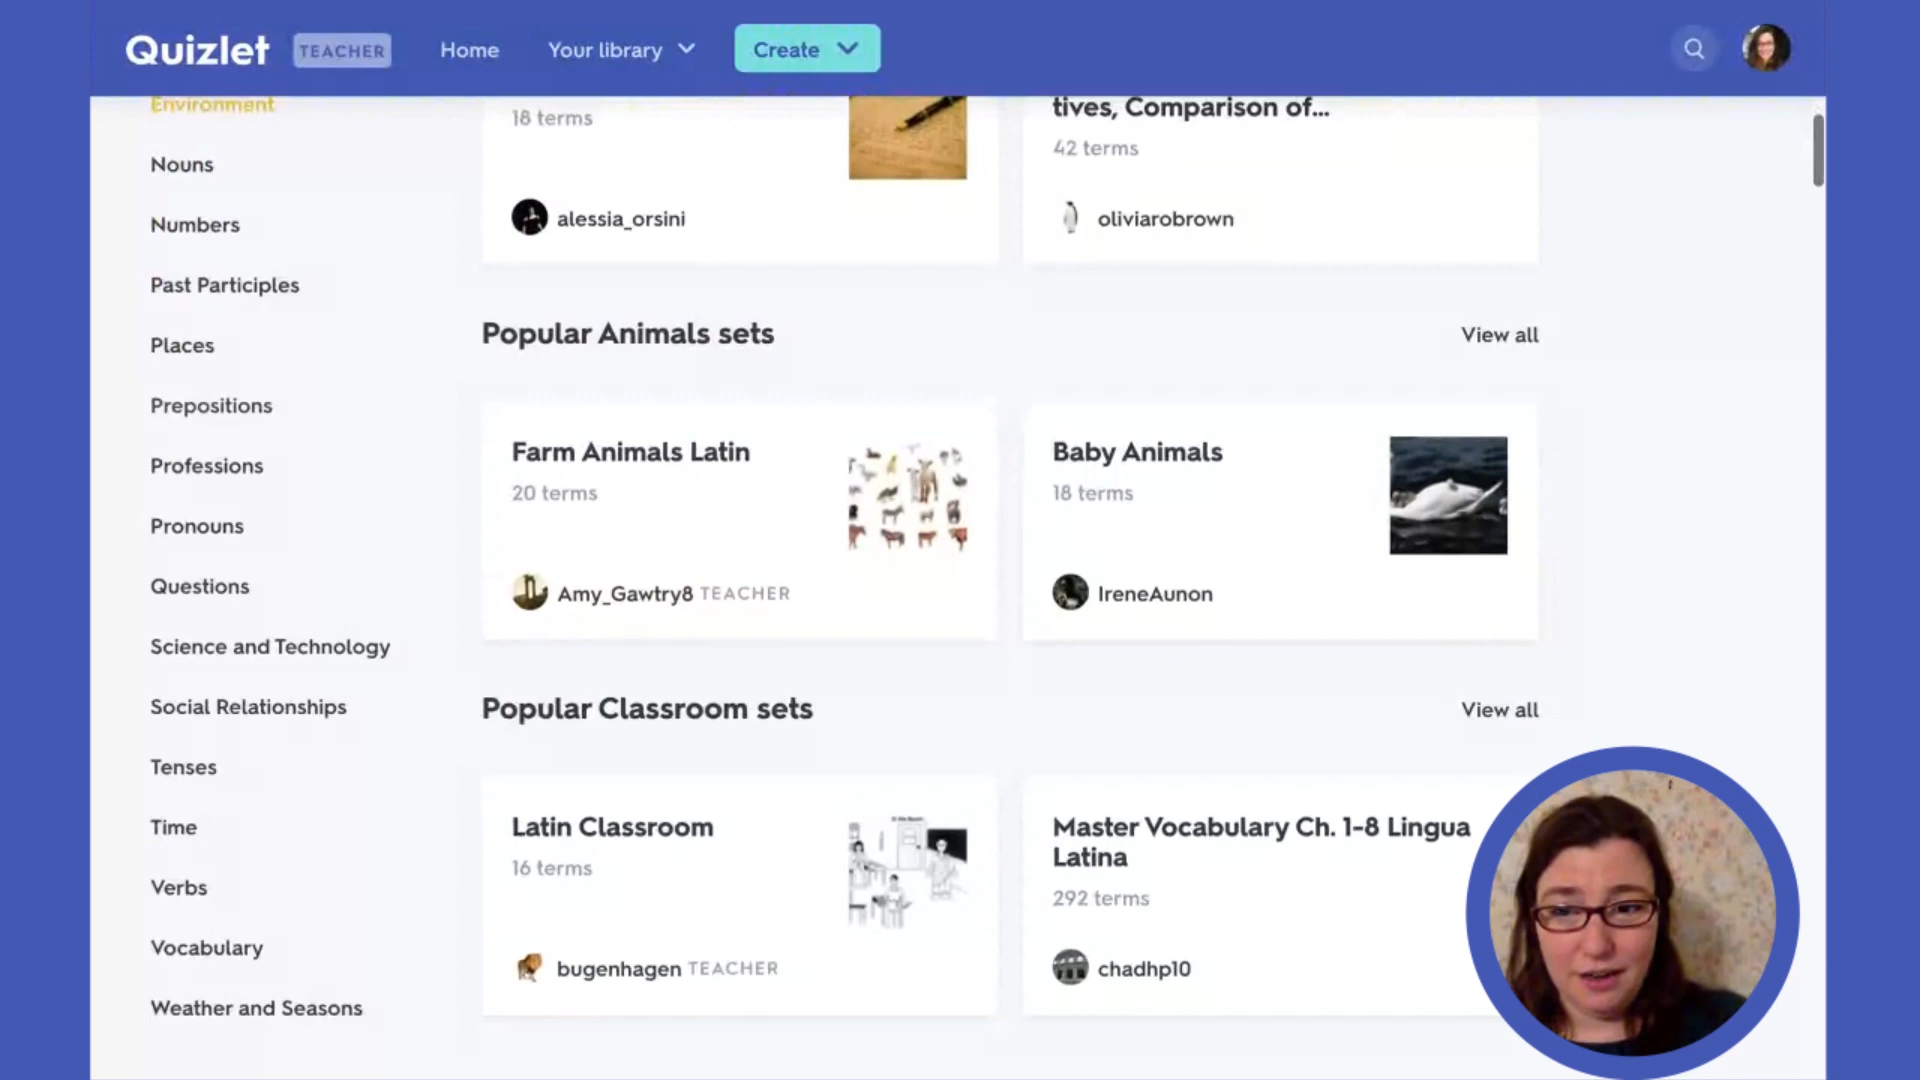 Quizlet TEACHER Home Your library Create
Environment
Nouns
Numbers
Past Participles
Places
Prepositions
Professions
Pronouns
Questions
Science and Technology
Social Relationships
Tenses
Time
Verbs
Vocabulary
Weather and Seasons
18 terms
alessia_orsini
tives, Comparison of...
42 terms
oliviarobrown
Popular Animals sets
View all
Farm Animals Latin
20 terms
Amy_Gawtry8 TEACHER
Baby Animals
18 terms
IreneAunon
Popular Classroom sets
View all
Latin Classroom
16 terms
bugenhagen TEACHER
Master Vocabulary Ch. 1-8 Lingua
Latina
292 terms
chadhp10